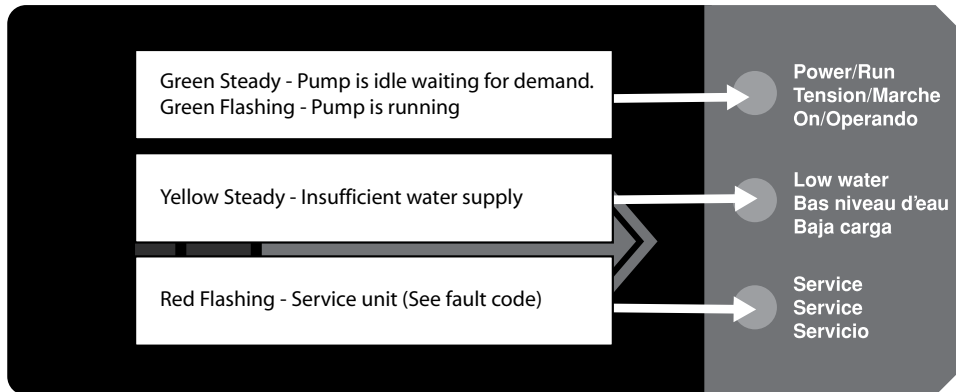 Green Steady - Pump is idle waiting for demand.
Green Flashing - Pump is running
Power/Run
Tension/Marche
On/Operando
Yellow Steady - Insufficient water supply
Low water
Bas niveau d'eau
Baja carga
Red Flashing - Service unit (See fault code)
Service
Service
Servicio